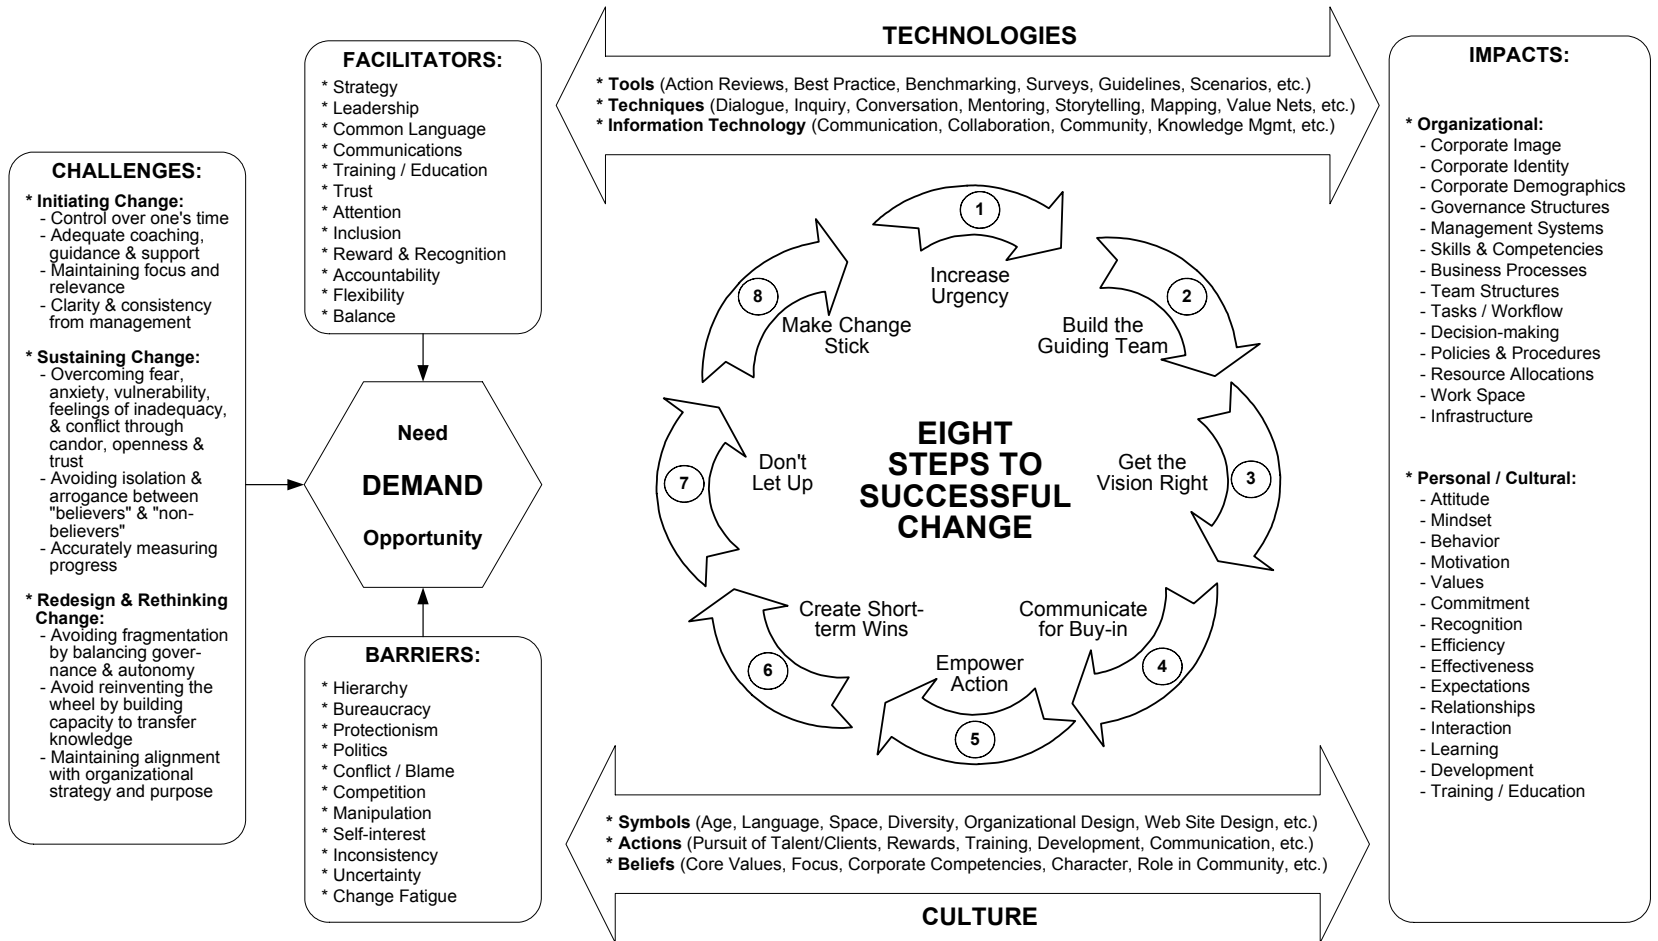 CHALLENGES:
* Initiating Change:
- Control over one's time
- Adequate coaching,
guidance & support
- Maintaining focus and
relevance
- Clarity & consistency
from management
* Sustaining Change:
- Overcoming fear,
anxiety, vulnerability,
feelings of inadequacy,
& conflict through
candor, openness &
trust
- Avoiding isolation &
arrogance between
"believers" & "non-
believers"
- Accurately measuring
progress
* Redesign & Rethinking
Change:
- Avoiding fragmentation
by balancing gover-
nance & autonomy
- Avoid reinventing the
wheel by building
capacity to transfer
knowledge
- Maintaining alignment
with organizational
strategy and purpose
FACILITATORS:
* Strategy
* Leadership
* Common Language
* Communications
* Training / Education
* Trust
* Attention
* Inclusion
* Reward & Recognition
* Accountability
* Flexibility
* Balance
Need
DEMAND
Opportunity
BARRIERS:
* Hierarchy
* Bureaucracy
* Protectionism
* Politics
* Conflict / Blame
* Competition
* Manipulation
* Self-interest
* Inconsistency
* Uncertainty
* Change Fatigue
TECHNOLOGIES
* Tools (Action Reviews, Best Practice, Benchmarking, Surveys, Guidelines, Scenarios, etc.)
* Techniques (Dialogue, Inquiry, Conversation, Mentoring, Storytelling, Mapping, Value Nets, etc.)
* Information Technology (Communication, Collaboration, Community, Knowledge Mgmt, etc.)
EIGHT
STEPS TO
SUCCESSFUL
CHANGE
1
Increase
Urgency
2
Build the
Guiding Team
3
Get the
Vision Right
4
Communicate
for Buy-in
5
Empower
Action
6
Create Short-
term Wins
7
Don't
Let Up
8
Make Change
Stick
* Symbols (Age, Language, Space, Diversity, Organizational Design, Web Site Design, etc.)
* Actions (Pursuit of Talent/Clients, Rewards, Training, Development, Communication, etc.)
* Beliefs (Core Values, Focus, Corporate Competencies, Character, Role in Community, etc.)
CULTURE
IMPACTS:
* Organizational:
- Corporate Image
- Corporate Identity
- Corporate Demographics
- Governance Structures
- Management Systems
- Skills & Competencies
- Business Processes
- Team Structures
- Tasks / Workflow
- Decision-making
- Policies & Procedures
- Resource Allocations
- Work Space
- Infrastructure
* Personal / Cultural:
- Attitude
- Mindset
- Behavior
- Motivation
- Values
- Commitment
- Recognition
- Efficiency
- Effectiveness
- Expectations
- Relationships
- Interaction
- Learning
- Development
- Training / Education